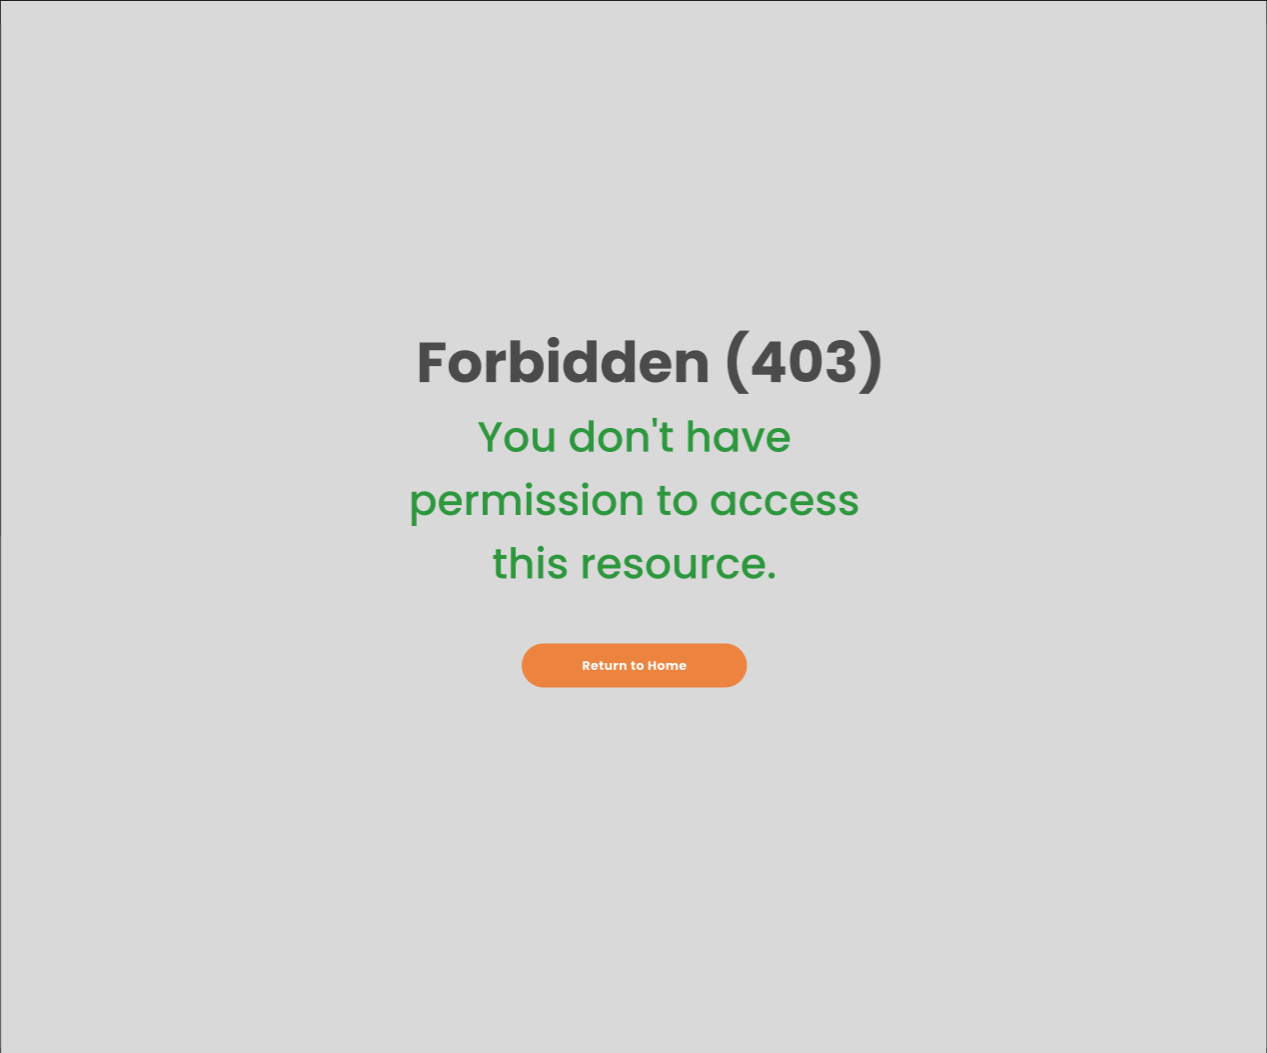 Forbidden (403)
You don't have
permission to access
this resource.
Return to Home